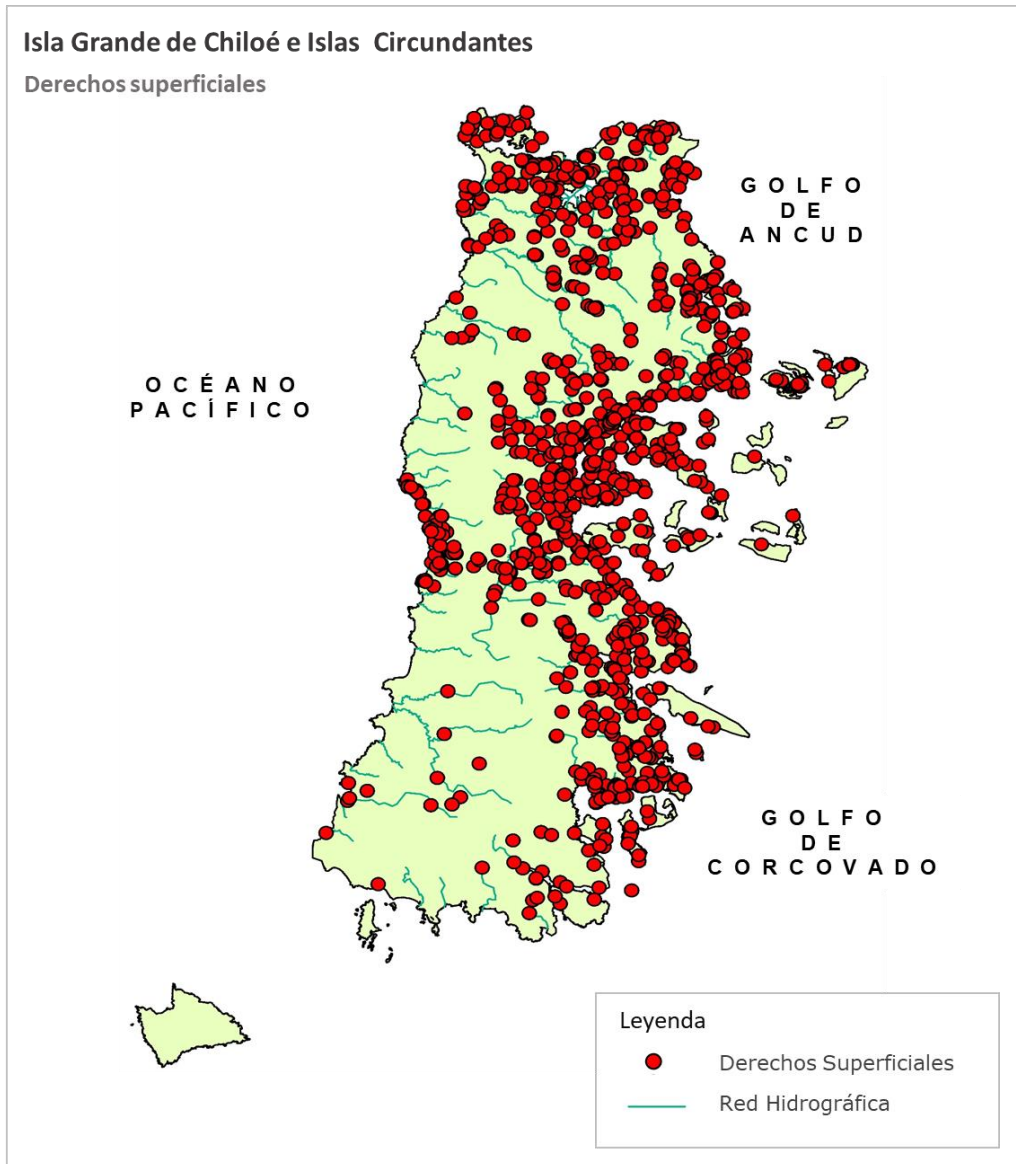 Isla Grande de Chiloé e Islas Circundantes
Derechos superficiales
GOLFO
DE
ANCUD
OCÉANO
PACÍFICO
GOLFO
DE
CORCOVADO
Leyenda
Derechos Superficiales
Red Hidrográfica